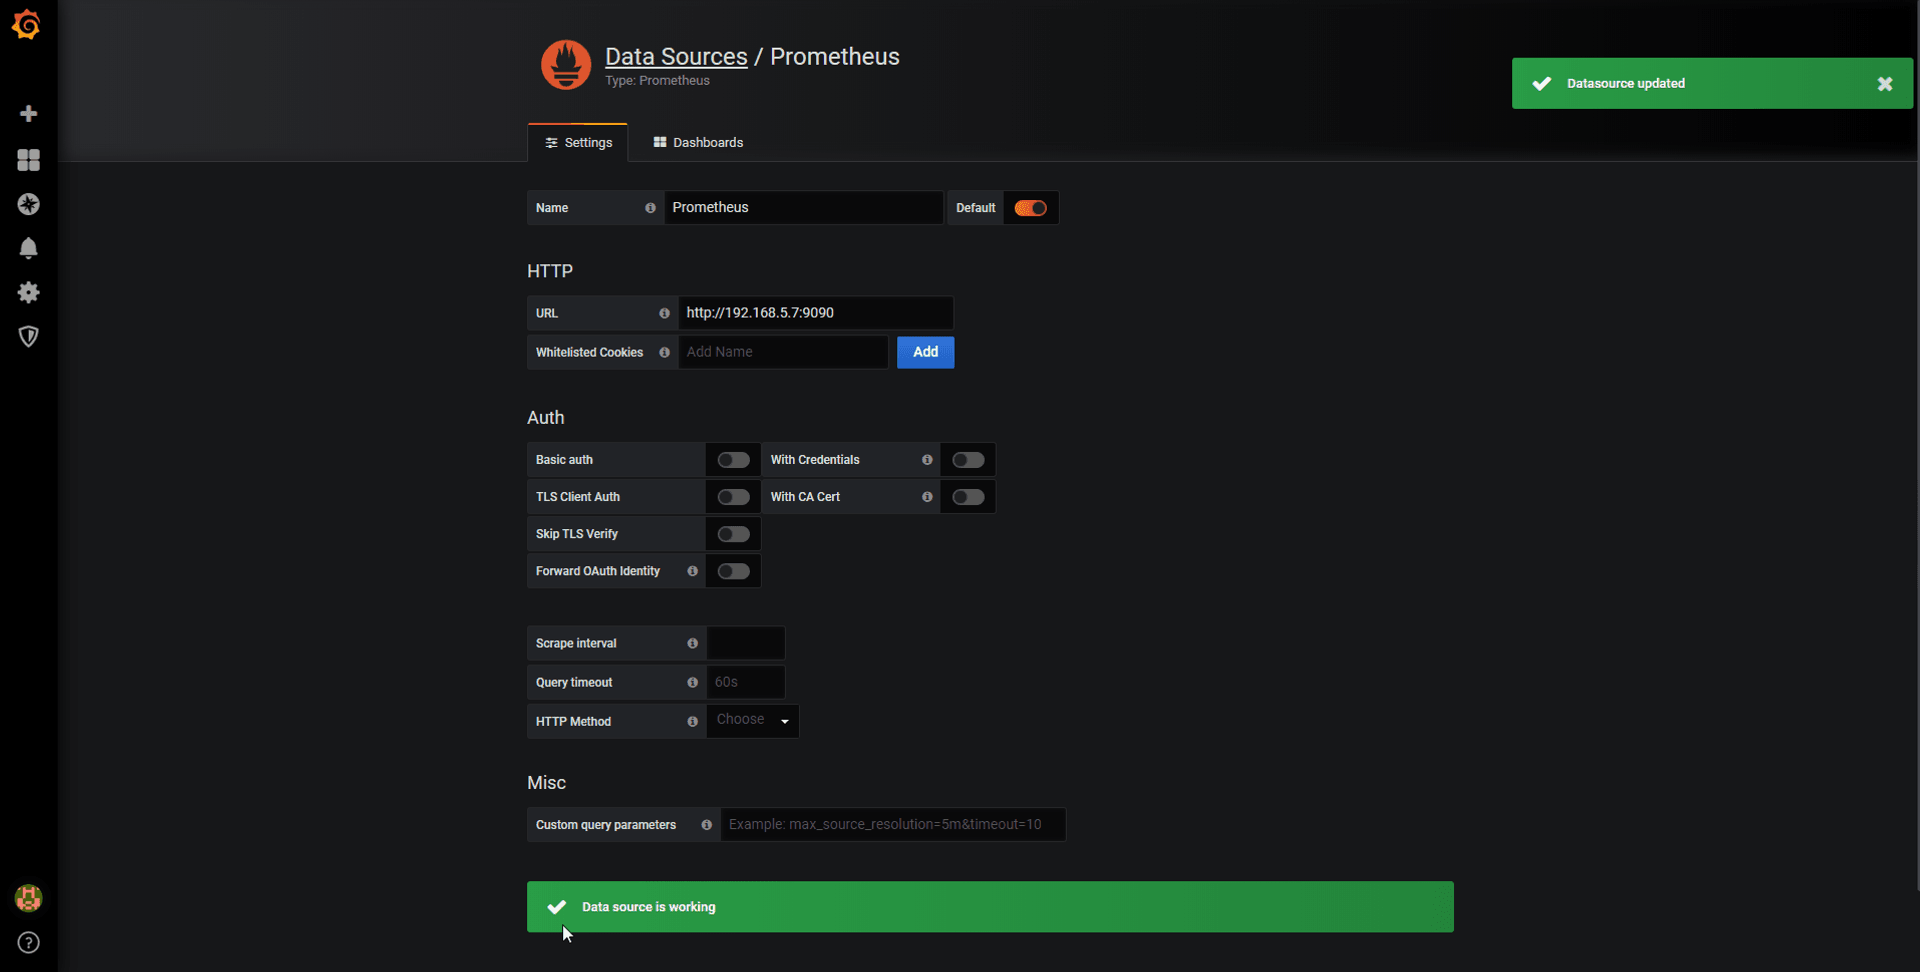 Data Sources / Prometheus
Type: Prometheus
Datasource updated
Settings
Dashboards
Name
Prometheus
Default
HTTP
URL
http://192.168.5.7:9090
Whitelisted Cookies
Add Name
Add
Auth
Basic auth
With Credentials
TLS Client Auth
With CA Cert
Skip TLS Verify
Forward OAuth Identity
Scrape interval
Query timeout
60s
HTTP Method
Choose
Misc
Custom query parameters
Example: max_source_resolution=5m&timeout=10
Data source is working